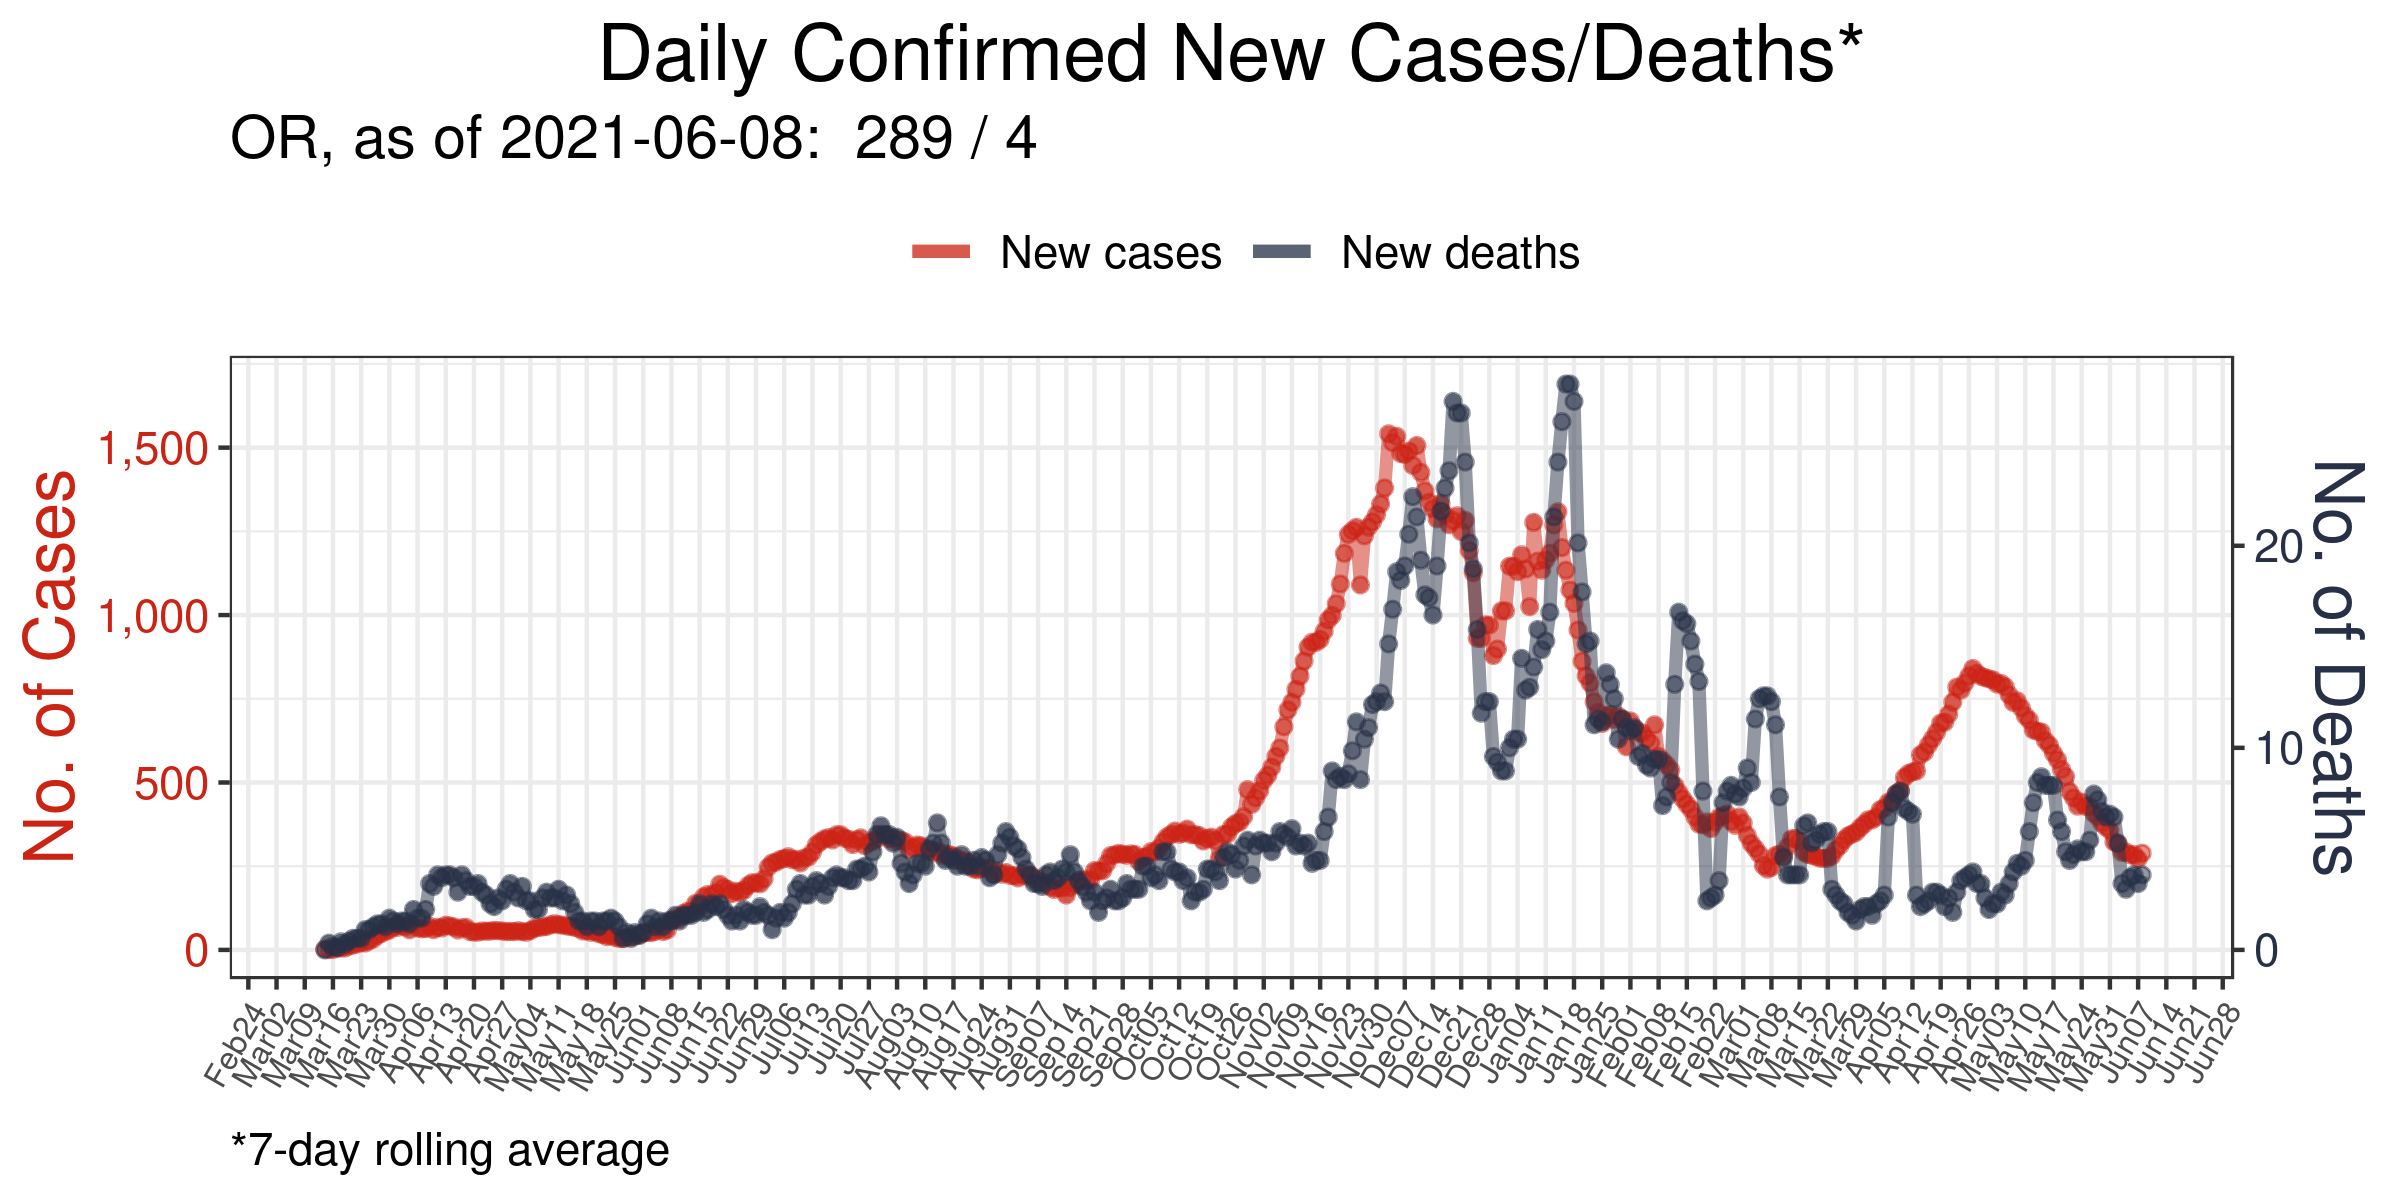 Daily Confirmed New Cases/Deaths*
OR, as of 2021-06-08:  289 / 4
New cases
New deaths
No. of Cases
1,500
1,000
500
0
No. of Deaths
20
10
0
Feb24
Mar02
Mar09
Mar16
Mar23
Mar30
Apr06
Apr13
Apr20
Apr27
May04
May11
May18
May25
Jun01
Jun08
Jun15
Jun22
Jun29
Jul06
Jul13
Jul20
Jul27
Aug03
Aug10
Aug17
Aug24
Aug31
Sep07
Sep14
Sep21
Sep28
Oct05
Oct12
Oct19
Oct26
Nov02
Nov09
Nov16
Nov23
Nov30
Dec07
Dec14
Dec21
Dec28
Jan04
Jan11
Jan18
Jan25
Feb01
Feb08
Feb15
Feb22
Mar01
Mar08
Mar15
Mar22
Mar29
Apr05
Apr12
Apr19
Apr26
May03
May10
May17
May24
May31
Jun07
Jun14
Jun21
Jun28
*7-day rolling average